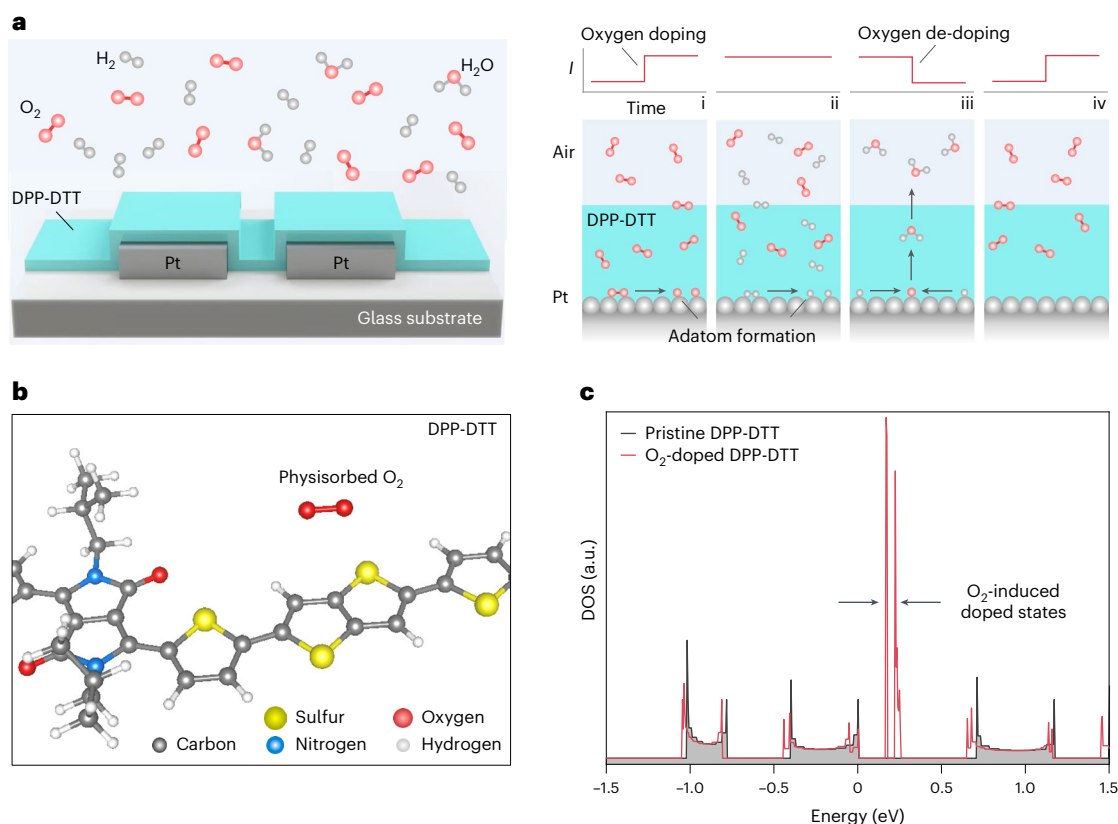 a
H2
H2O
O2
DPP-DTT
Pt
Pt
Glass substrate
Oxygen doping
Oxygen de-doping
I
Time
i
ii
iii
iv
Air
DPP-DTT
Pt
Adatom formation
b
DPP-DTT
Physisorbed O2
Sulfur
Oxygen
Carbon
Nitrogen
Hydrogen
c
Pristine DPP-DTT
O2-doped DPP-DTT
O2-induced
doped states
DOS (a.u.)
–1.5
–1.0
–0.5
0
0.5
1.0
1.5
Energy (eV)